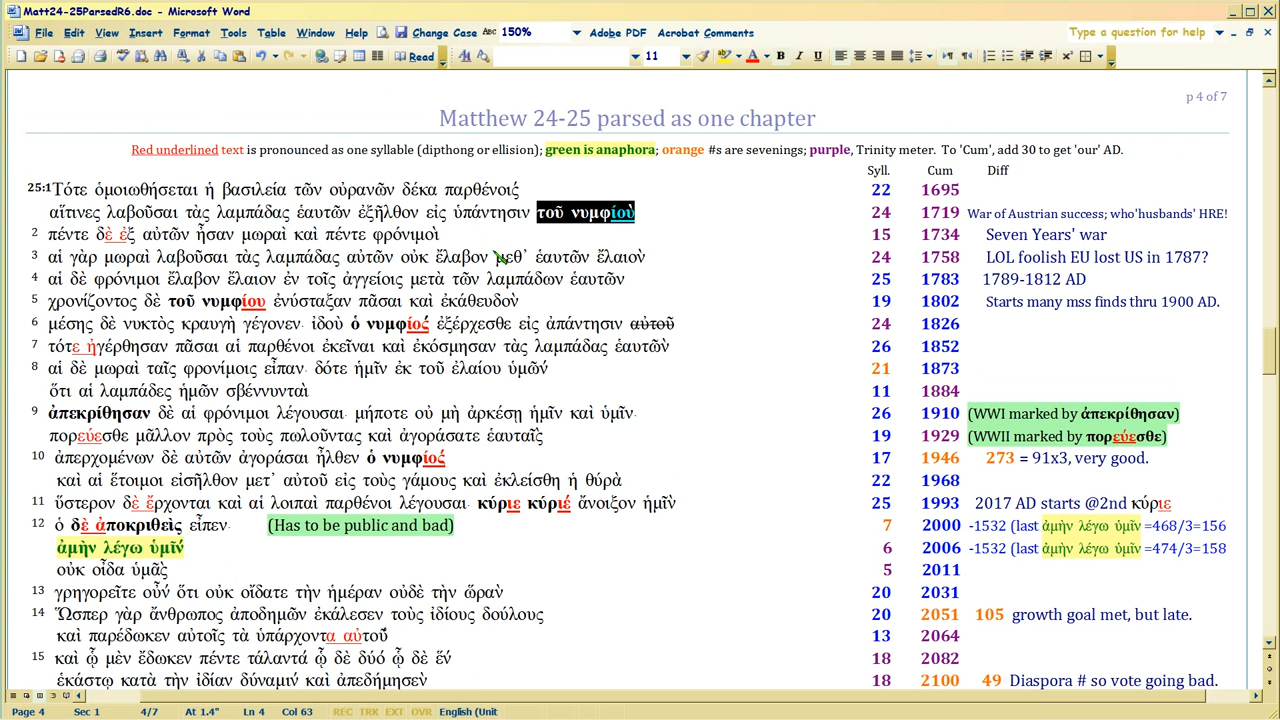 Matt24-25ParsedR6.doc - Microsoft Word
File Edit View Insert Format Tools Table Window Help Change Case 150% Adobe PDF Acrobat Comments Type a question for help
Read 11 B I U
p 4 of 7
Matthew 24-25 parsed as one chapter
Red underlined text is pronounced as one syllable (dipthong or ellision); green is anaphora; orange #s are sevenings; purple, Trinity meter. To 'Cum', add 30 to get 'our' AD.
Syll. Cum Diff
25:1 Τότε ὁμοιωθήσεται ἡ βασιλεία τῶν οὐρανῶν δέκα παρθένοις 22 1695
αἵτινες λαβοῦσαι τὰς λαμπάδας ἑαυτῶν ἐξῆλθον εἰς ὑπάντησιν τοῦ νυμφίοὺ 24 1719 War of Austrian success; who'husbands' HRE!
2 πέντε δὲ ἐξ αὐτῶν ἦσαν μωραὶ καὶ πέντε φρόνιμοὶ 15 1734 Seven Years' war
3 αἱ γὰρ μωραὶ λαβοῦσαι τὰς λαμπάδας αὐτῶν οὐκ ἔλαβον μεθ᾽ ἑαυτῶν ἔλαιον 24 1758 LOL foolish EU lost US in 1787?
4 αἱ δὲ φρόνιμοι ἔλαβον ἔλαιον ἐν τοῖς ἀγγείοις μετὰ τῶν λαμπάδων ἑαυτῶν 25 1783 1789-1812 AD
5 χρονίζοντος δὲ τοῦ νυμφίου ἐνύσταξαν πᾶσαι καὶ ἐκάθευδον 19 1802 Starts many mss finds thru 1900 AD.
6 μέσης δὲ νυκτὸς κραυγὴ γέγονεν· ἰδοὺ ὁ νυμφίος ἐξέρχεσθε εἰς ἀπάντησιν αὐτοῦ 24 1826
7 τότε ἠγέρθησαν πᾶσαι αἱ παρθένοι ἐκεῖναι καὶ ἐκόσμησαν τὰς λαμπάδας ἑαυτῶν 26 1852
8 αἱ δὲ μωραὶ ταῖς φρονίμοις εἶπαν· δότε ἡμῖν ἐκ τοῦ ἐλαίου ὑμῶν 21 1873
ὅτι αἱ λαμπάδες ἡμῶν σβέννυνταὶ 11 1884
9 ἀπεκρίθησαν δὲ αἱ φρόνιμοι λέγουσαι· μήποτε οὐ μὴ ἀρκέσῃ ἡμῖν καὶ ὑμῖν· 26 1910 (WWI marked by ἀπεκρίθησαν)
πορεύεσθε μᾶλλον πρὸς τοὺς πωλοῦντας καὶ ἀγοράσατε ἑαυταῖς 19 1929 (WWII marked by πορεύεσθε)
10 ἀπερχομένων δὲ αὐτῶν ἀγοράσαι ἦλθεν ὁ νυμφίος 17 1946 273 = 91x3, very good.
καὶ αἱ ἕτοιμοι εἰσῆλθον μετ᾽ αὐτοῦ εἰς τοὺς γάμους καὶ ἐκλείσθη ἡ θύρὰ 22 1968
11 ὕστερον δὲ ἔρχονται καὶ αἱ λοιπαὶ παρθένοι λέγουσαι· κύριε κύριέ ἄνοιξον ἡμῖν 25 1993 2017 AD starts @2nd κύριε
12 ὁ δὲ ἀποκριθεὶς εἶπεν· (Has to be public and bad) 7 2000 -1532 (last ἀμὴν λέγω ὑμῖν =468/3=156
ἀμὴν λέγω ὑμῖν 6 2006 -1532 (last ἀμὴν λέγω ὑμῖν =474/3=158
οὐκ οἶδα ὑμᾶς 5 2011
13 γρηγορεῖτε οὖν ὅτι οὐκ οἴδατε τὴν ἡμέραν οὐδὲ τὴν ὥραν 20 2031
14 Ὥσπερ γὰρ ἄνθρωπος ἀποδημῶν ἐκάλεσεν τοὺς ἰδίους δούλους 20 2051 105 growth goal met, but late.
καὶ παρέδωκεν αὐτοῖς τὰ ὑπάρχοντα αὐτοῦ 13 2064
15 καὶ ᾧ μὲν ἔδωκεν πέντε τάλαντά ᾧ δὲ δύό ᾧ δὲ ἕν 18 2082
ἑκάστῳ κατὰ τὴν ἰδίαν δύναμιν καὶ ἀπεδήμησεν 18 2100 49 Diaspora # so vote going bad.
Page 4 Sec 1 4/7 At 1.4" Ln 4 Col 63 REC TRK EXT OVR English (Unit